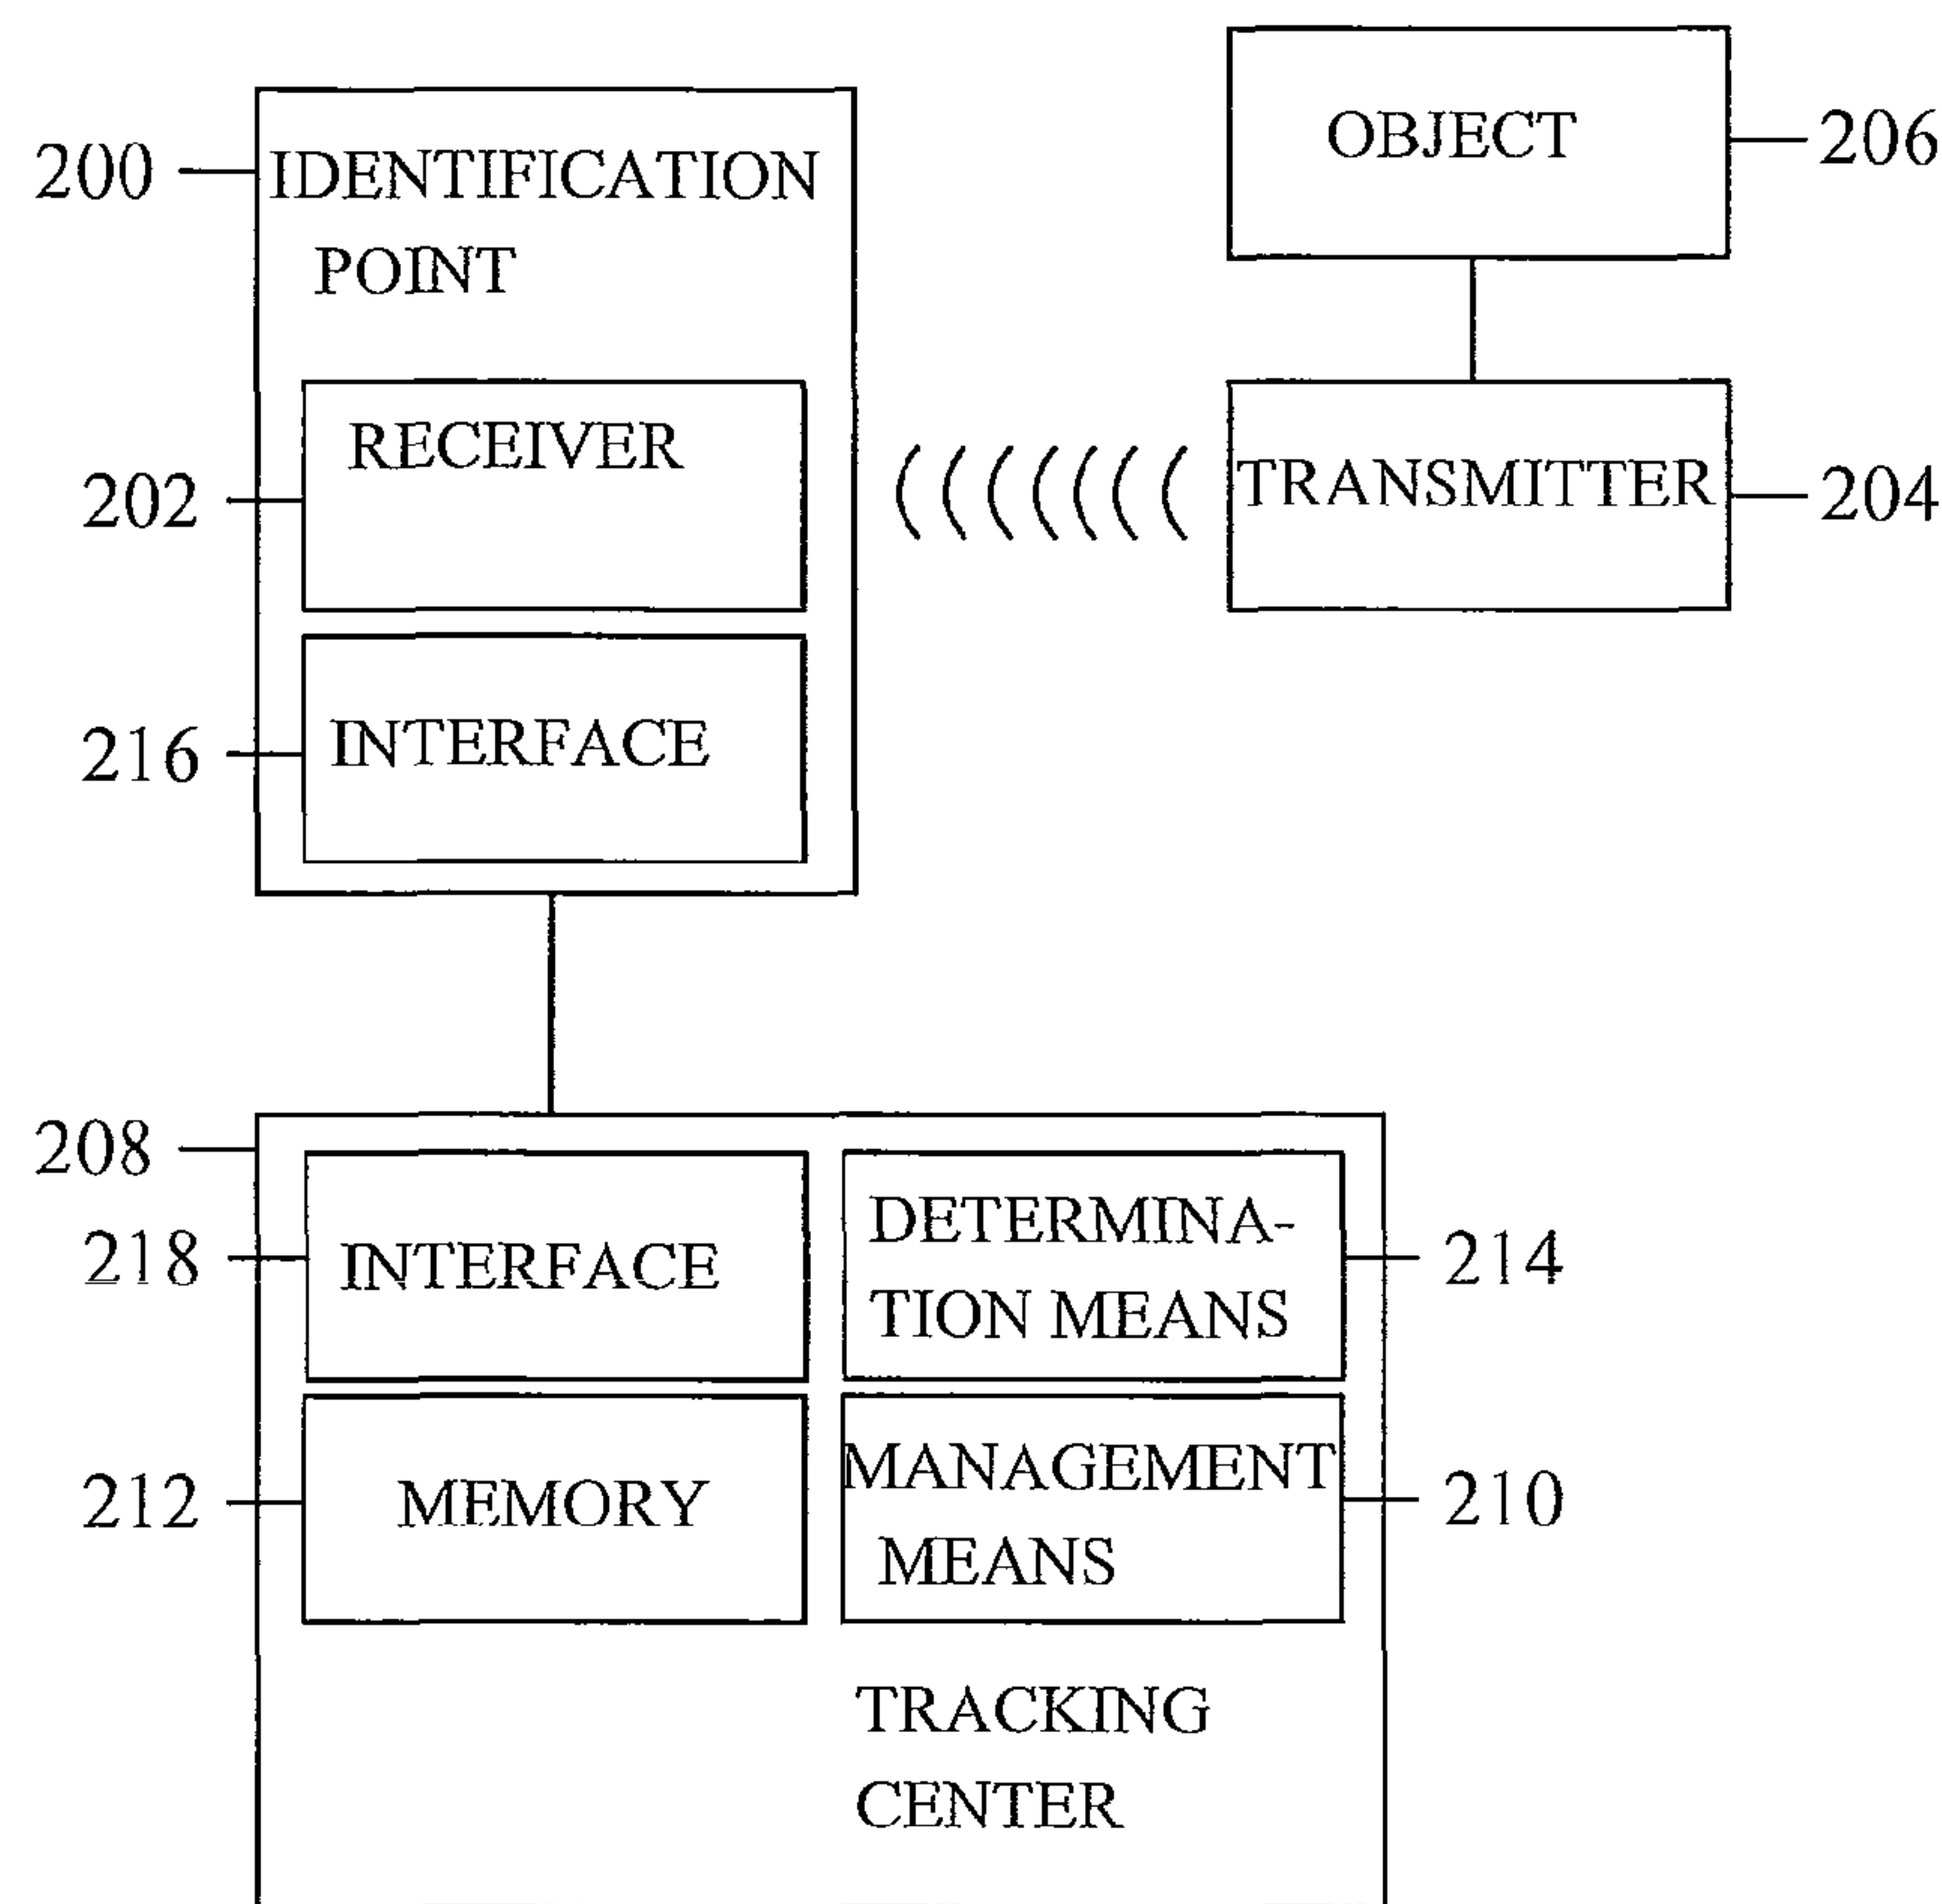 200
IDENTIFICATION
POINT
OBJECT
206
RECEIVER
202
TRANSMITTER
204
216
INTERFACE
208
218
INTERFACE
DETERMINA-
TION MEANS
214
212
MEMORY
MANAGEMENT
MEANS
210
TRACKING
CENTER